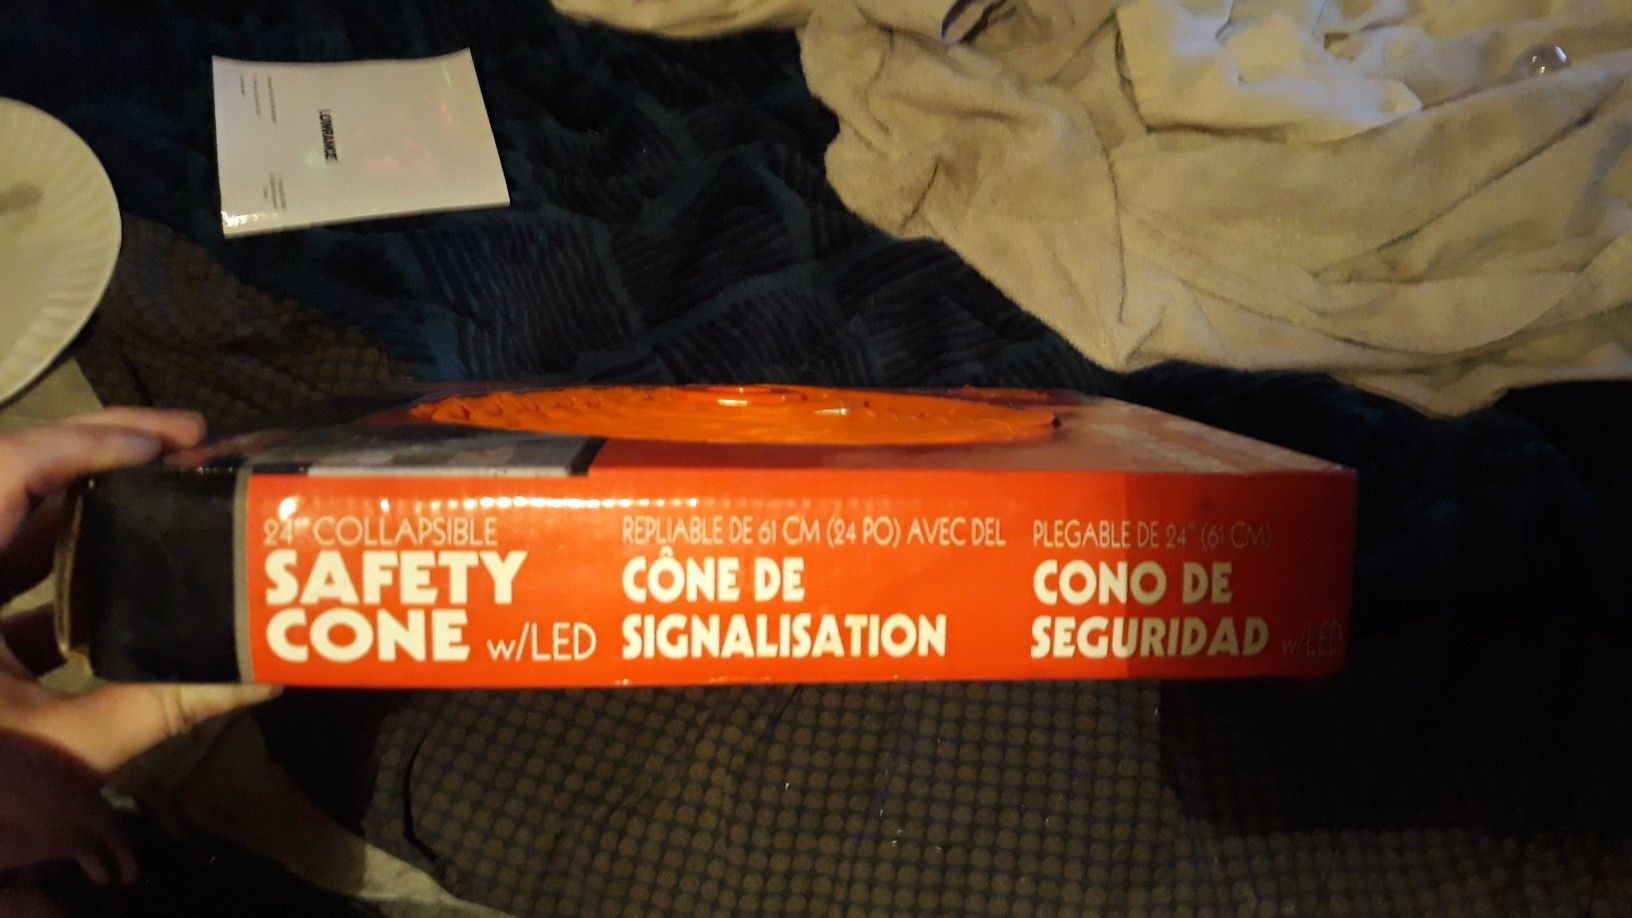 LOWRANCE
24" COLLAPSIBLE
SAFETY
CONE w/LED
REPLIABLE DE 61 CM (24 PO) AVEC DEL
CÔNE DE
SIGNALISATION
PLEGABLE DE 24" (61 CM)
CONO DE
SEGURIDAD w/LED